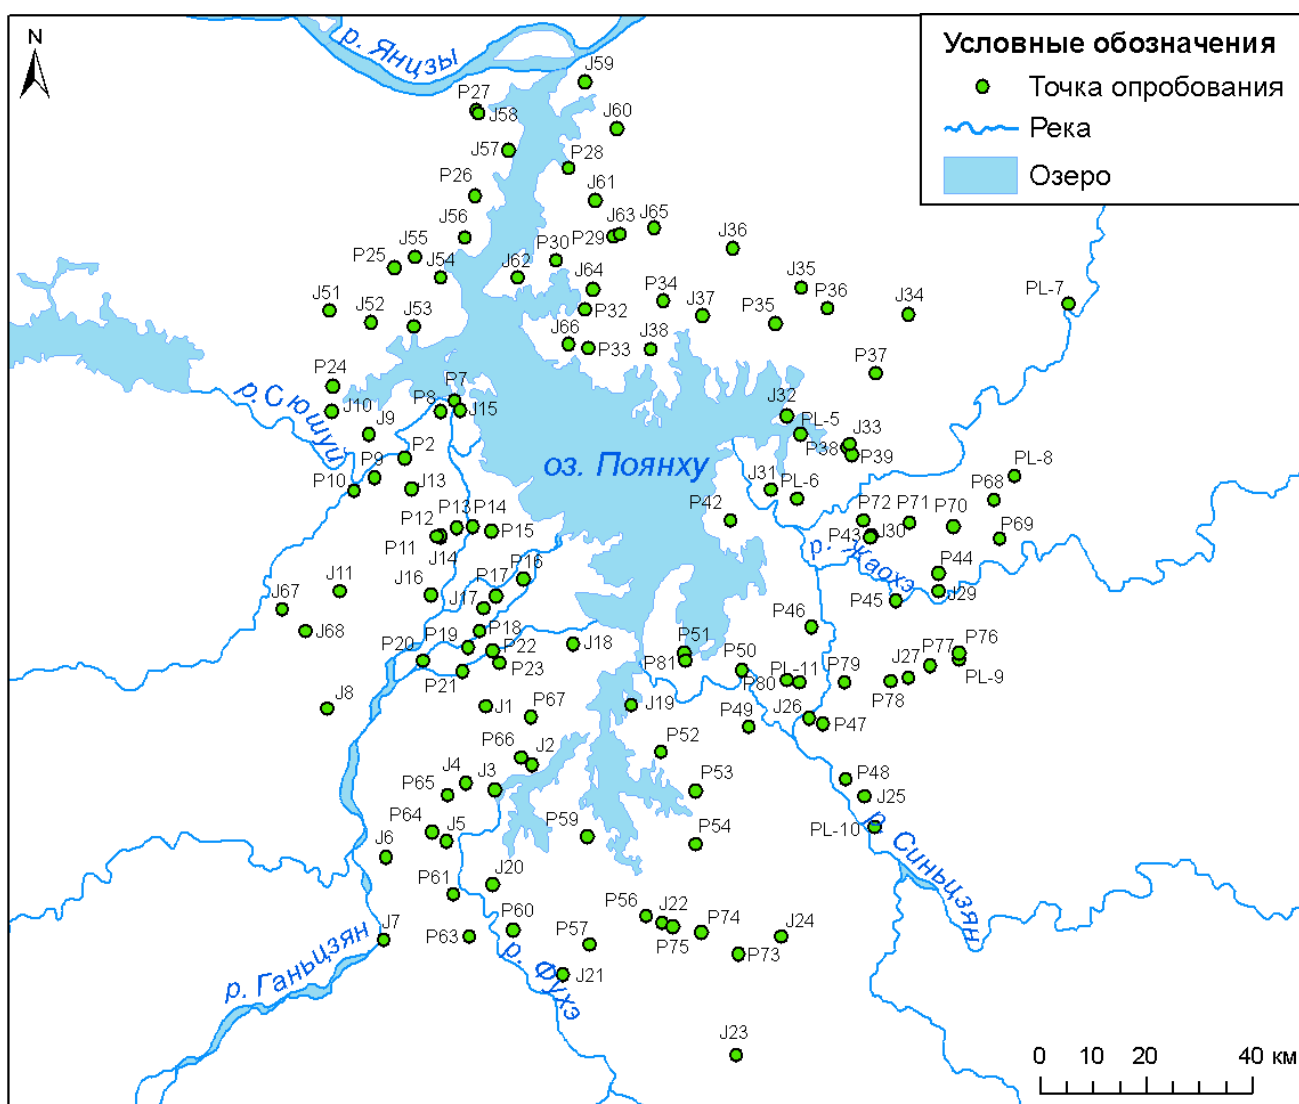 N
р. Янцзы
Условные обозначения
Точка опробования
Река
Озеро
J59
P27
J58
J60
J57
P28
P26
J61
J56
J63
J65
P29
J36
J55
P25
J54
J62
P30
J64
P34
J35
P36
J34
PL-7
J51
J52
J53
P32
J37
P35
J66
P33
J38
P37
P24
р. Сюшуй
J10
P7
P8
J15
J9
J32
PL-5
J33
P38
P39
P2
оз. Поянху
P9
P10
J13
J31
PL-6
PL-8
P68
P42
P12
P13
P14
P15
P11
J14
P72
P71
P70
P43
J30
P69
р. Жаохэ
P16
P17
J16
J17
J11
J67
J68
P44
J29
P45
P46
P18
P19
P20
P22
P23
P21
J18
P51
P81
P50
PL-11
P80
P79
J27
P77
P76
PL-9
P78
J8
J1
P67
J19
P49
J26
P47
P66
J2
P52
J4
J3
P65
P53
P48
J25
P64
J5
P59
P54
PL-10
р. Синьцзян
J6
J20
P61
P56
J22
P75
P74
J24
P73
J7
P63
P60
P57
J21
р. Ганьцзян
р. Фухэ
J23
0 10 20 40 км